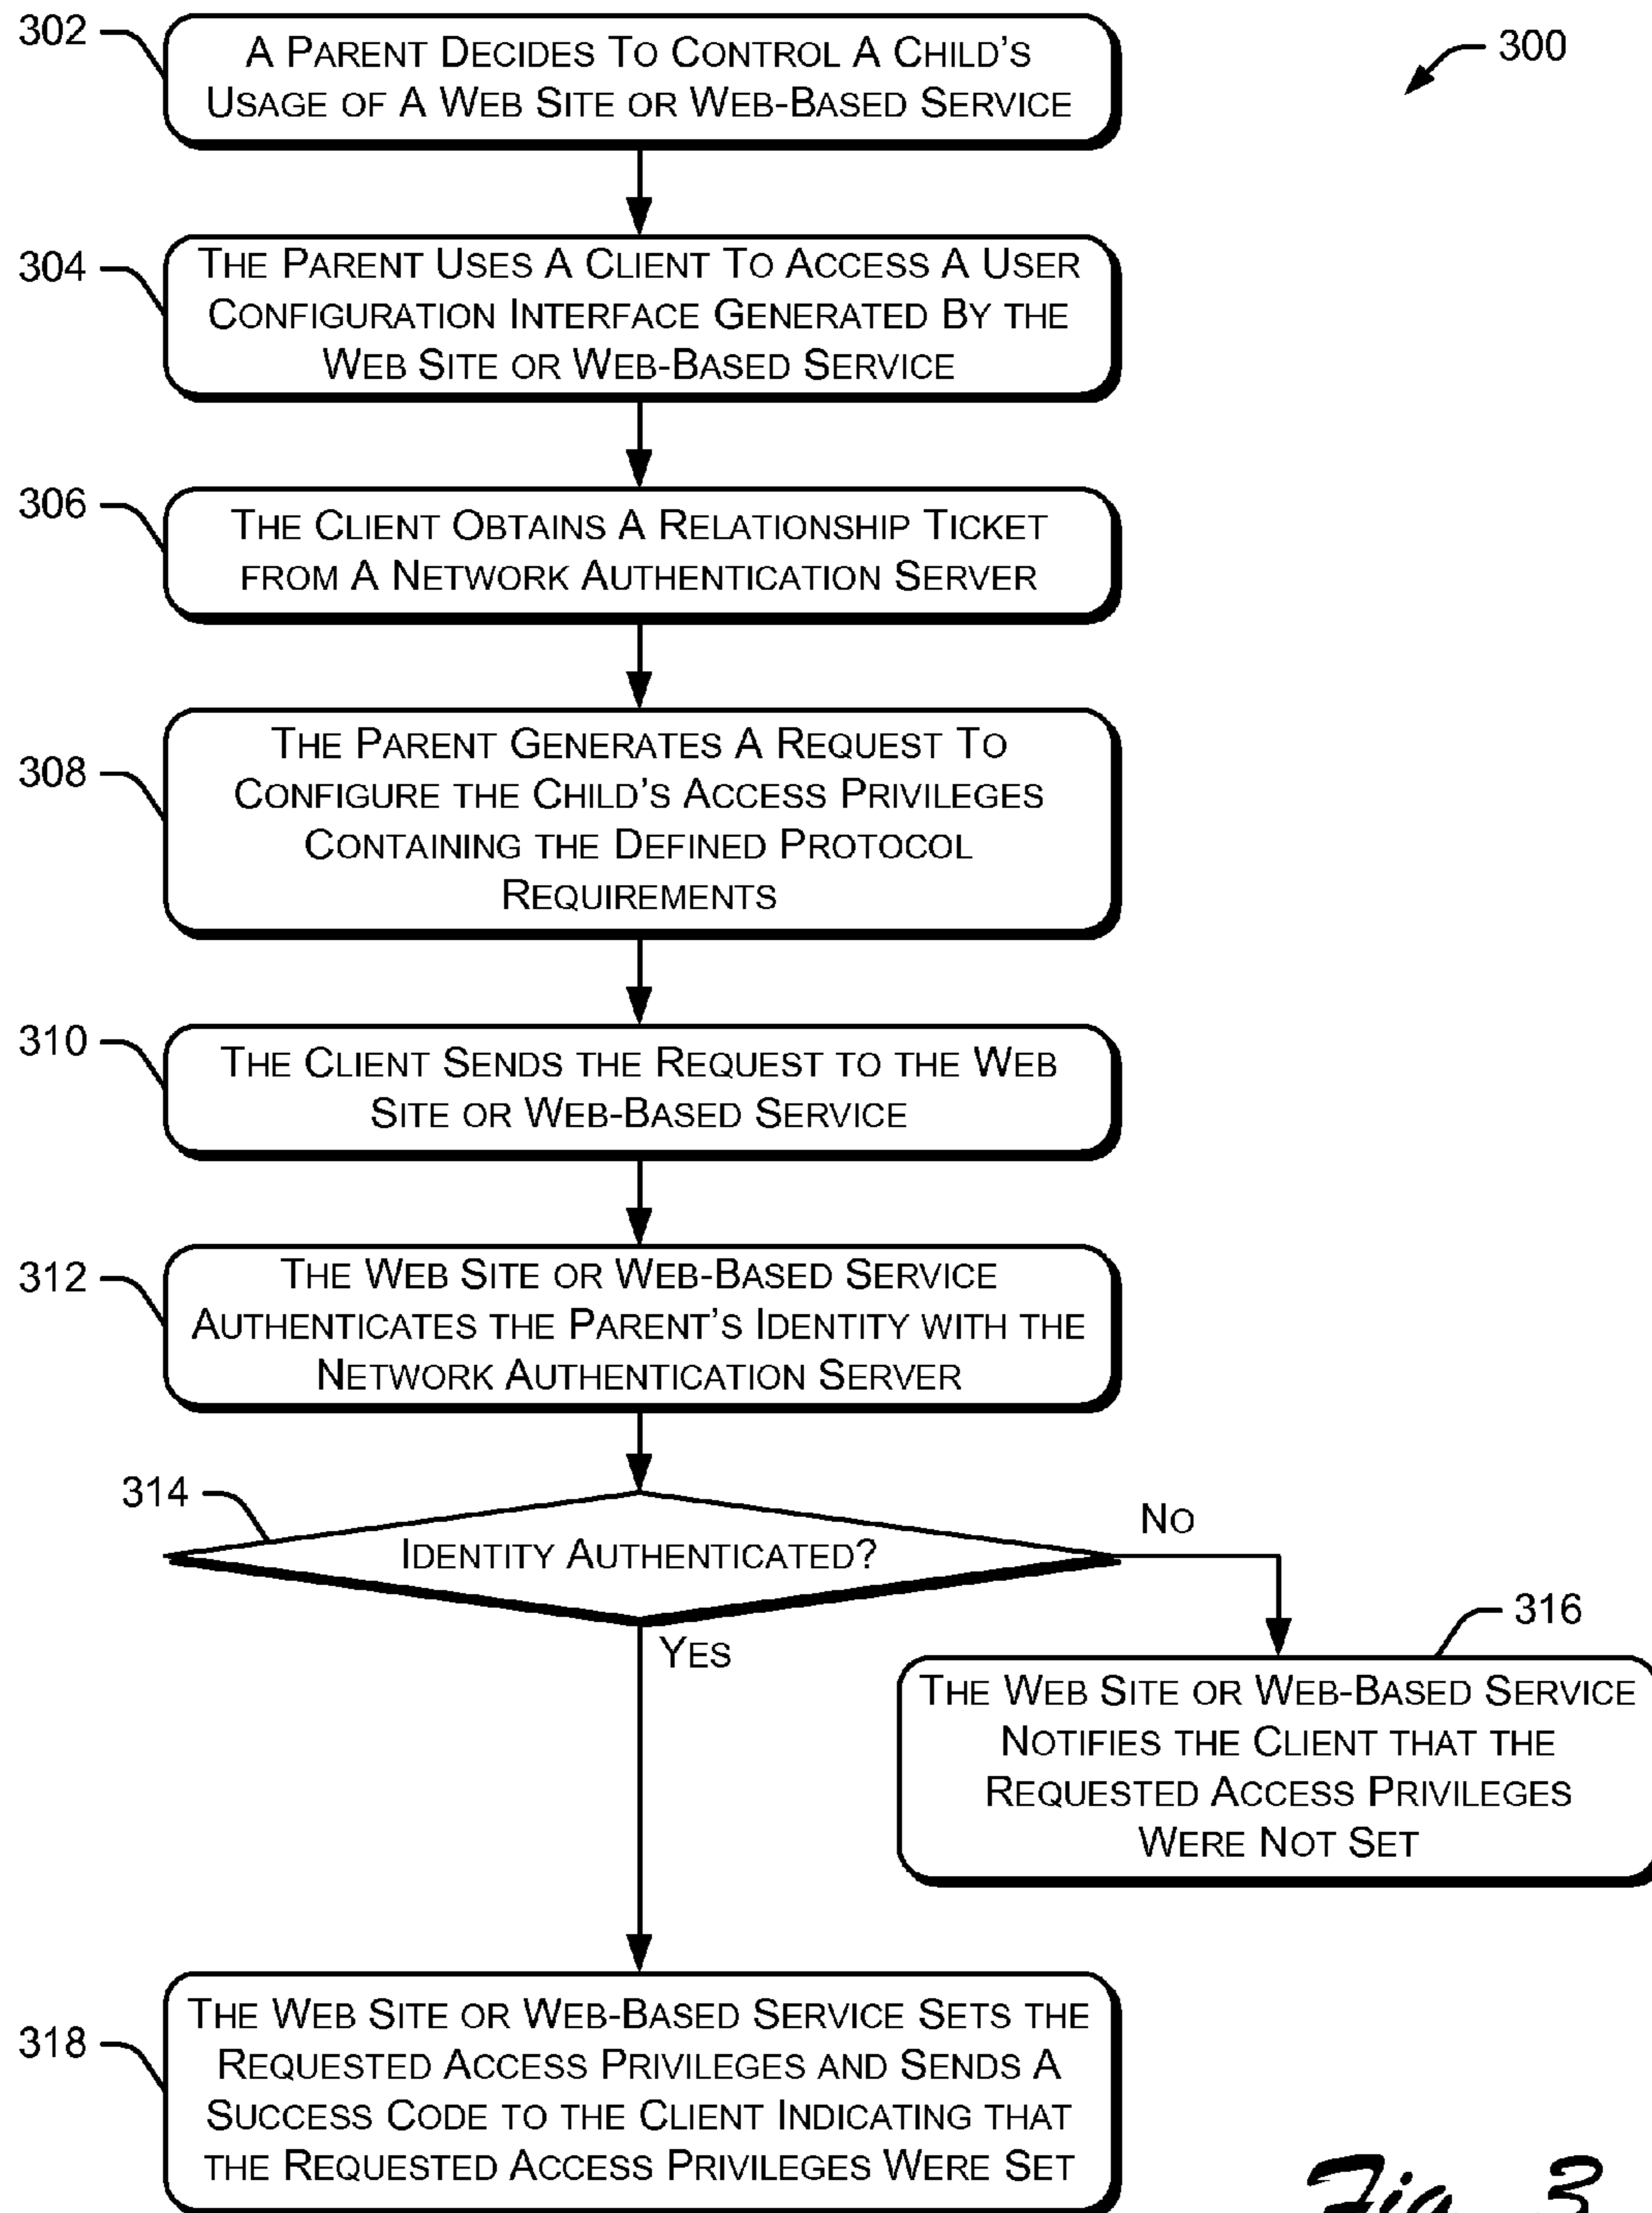 300
302
A PARENT DECIDES TO CONTROL A CHILD'S
USAGE OF A WEB SITE OR WEB-BASED SERVICE
304
THE PARENT USES A CLIENT TO ACCESS A USER
CONFIGURATION INTERFACE GENERATED BY THE
WEB SITE OR WEB-BASED SERVICE
306
THE CLIENT OBTAINS A RELATIONSHIP TICKET
FROM A NETWORK AUTHENTICATION SERVER
308
THE PARENT GENERATES A REQUEST TO
CONFIGURE THE CHILD'S ACCESS PRIVILEGES
CONTAINING THE DEFINED PROTOCOL
REQUIREMENTS
310
THE CLIENT SENDS THE REQUEST TO THE WEB
SITE OR WEB-BASED SERVICE
312
THE WEB SITE OR WEB-BASED SERVICE
AUTHENTICATES THE PARENT'S IDENTITY WITH THE
NETWORK AUTHENTICATION SERVER
314
IDENTITY AUTHENTICATED?
NO
YES
316
THE WEB SITE OR WEB-BASED SERVICE
NOTIFIES THE CLIENT THAT THE
REQUESTED ACCESS PRIVILEGES
WERE NOT SET
318
THE WEB SITE OR WEB-BASED SERVICE SETS THE
REQUESTED ACCESS PRIVILEGES AND SENDS A
SUCCESS CODE TO THE CLIENT INDICATING THAT
THE REQUESTED ACCESS PRIVILEGES WERE SET
Fig. 3